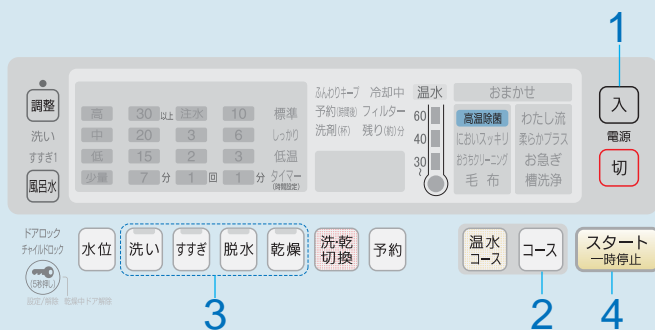 1
調整
洗い
すすぎ1
風呂水
高 30以上 注水 10 標準
中 20 3 6 しっかり
低 15 2 3 低温
少量 7分 1回 1分 タイマー
(時間設定)
ふんわりキープ 冷却中
予約(時間後) フィルター
洗剤(杯) 残り(約)分
温水
60
40
30
~
おまかせ
高温除菌 わたし流
においスッキリ 柔らかプラス
おうちクリーニング お急ぎ
毛布 槽洗浄
入
電源
切
ドアロック
チャイルドロック
(5秒押し)
設定/解除 乾燥中ドア解除
水位
洗い
すすぎ
脱水
乾燥
洗・乾
切換
予約
温水
コース
コース
スタート
一時停止
3
2
4